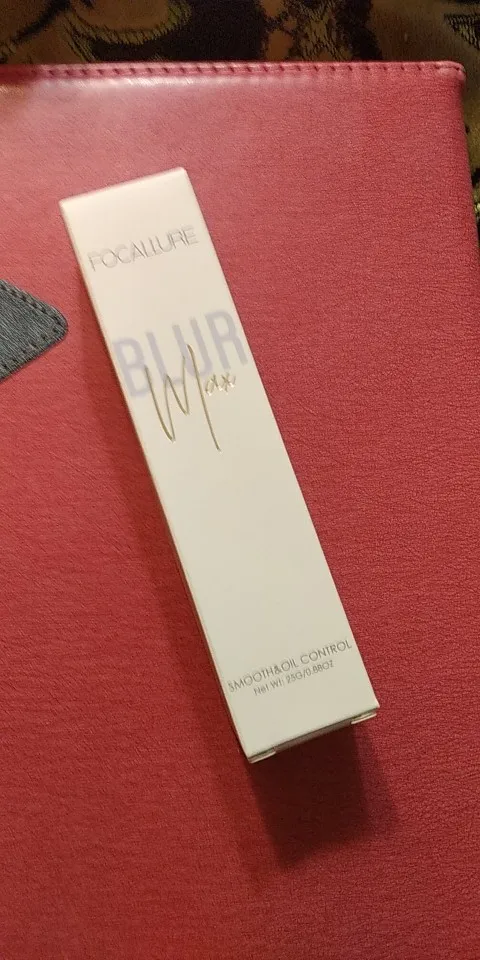 FOCALLURE
BLUR
Max
SMOOTH&OIL CONTROL
Net Wt: 25G/0.88OZ